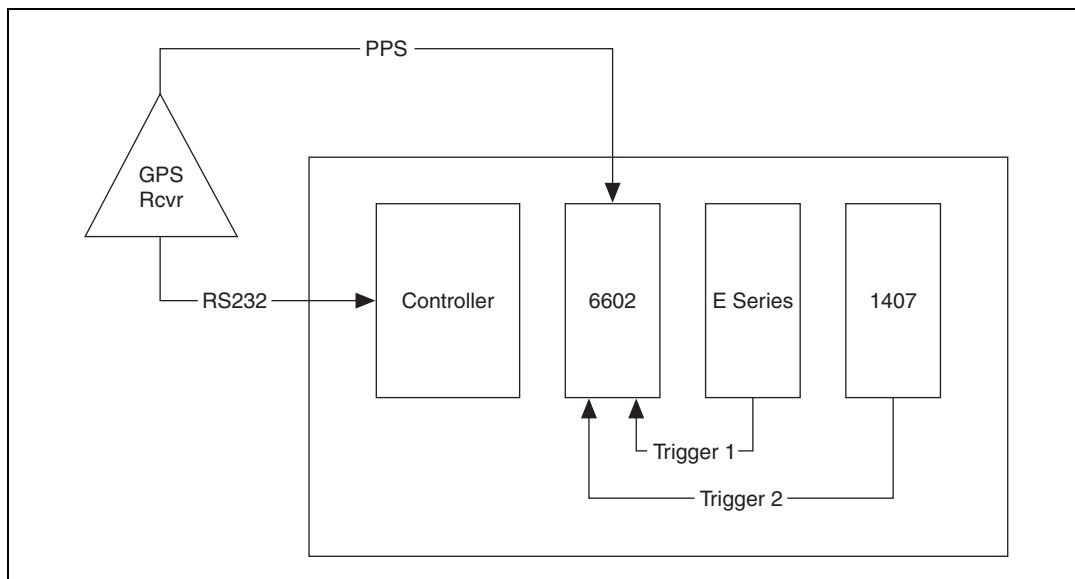 PPS
GPS
Rcvr
RS232
Controller
6602
E Series
1407
Trigger 1
Trigger 2